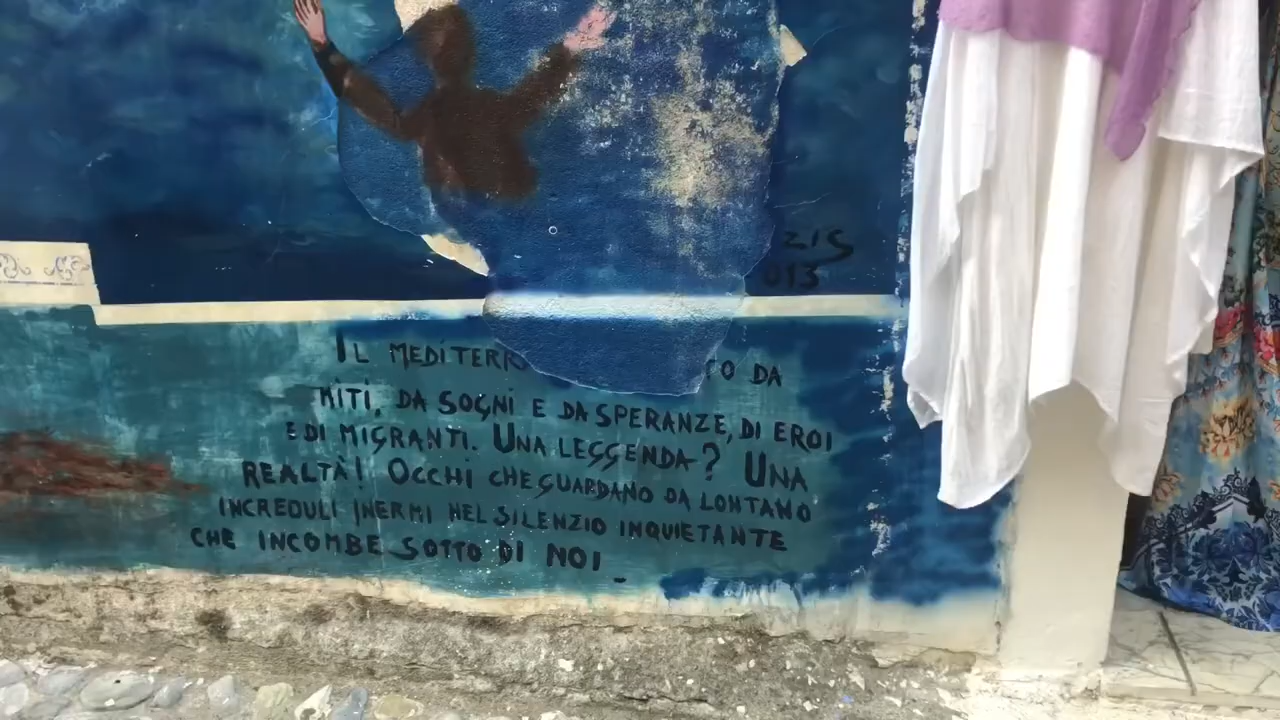 ZIS
013
IL MEDITERR TO DA
MITI, DA SOGNI E DA SPERANZE, DI EROI
E DI MIGRANTI. UNA LEGGENDA? UNA
REALTÀ! OCCHI CHE GUARDANO DA LONTANO
INCREDULI INERMI NEL SILENZIO INQUIETANTE
CHE INCOMBE SOTTO DI NOI